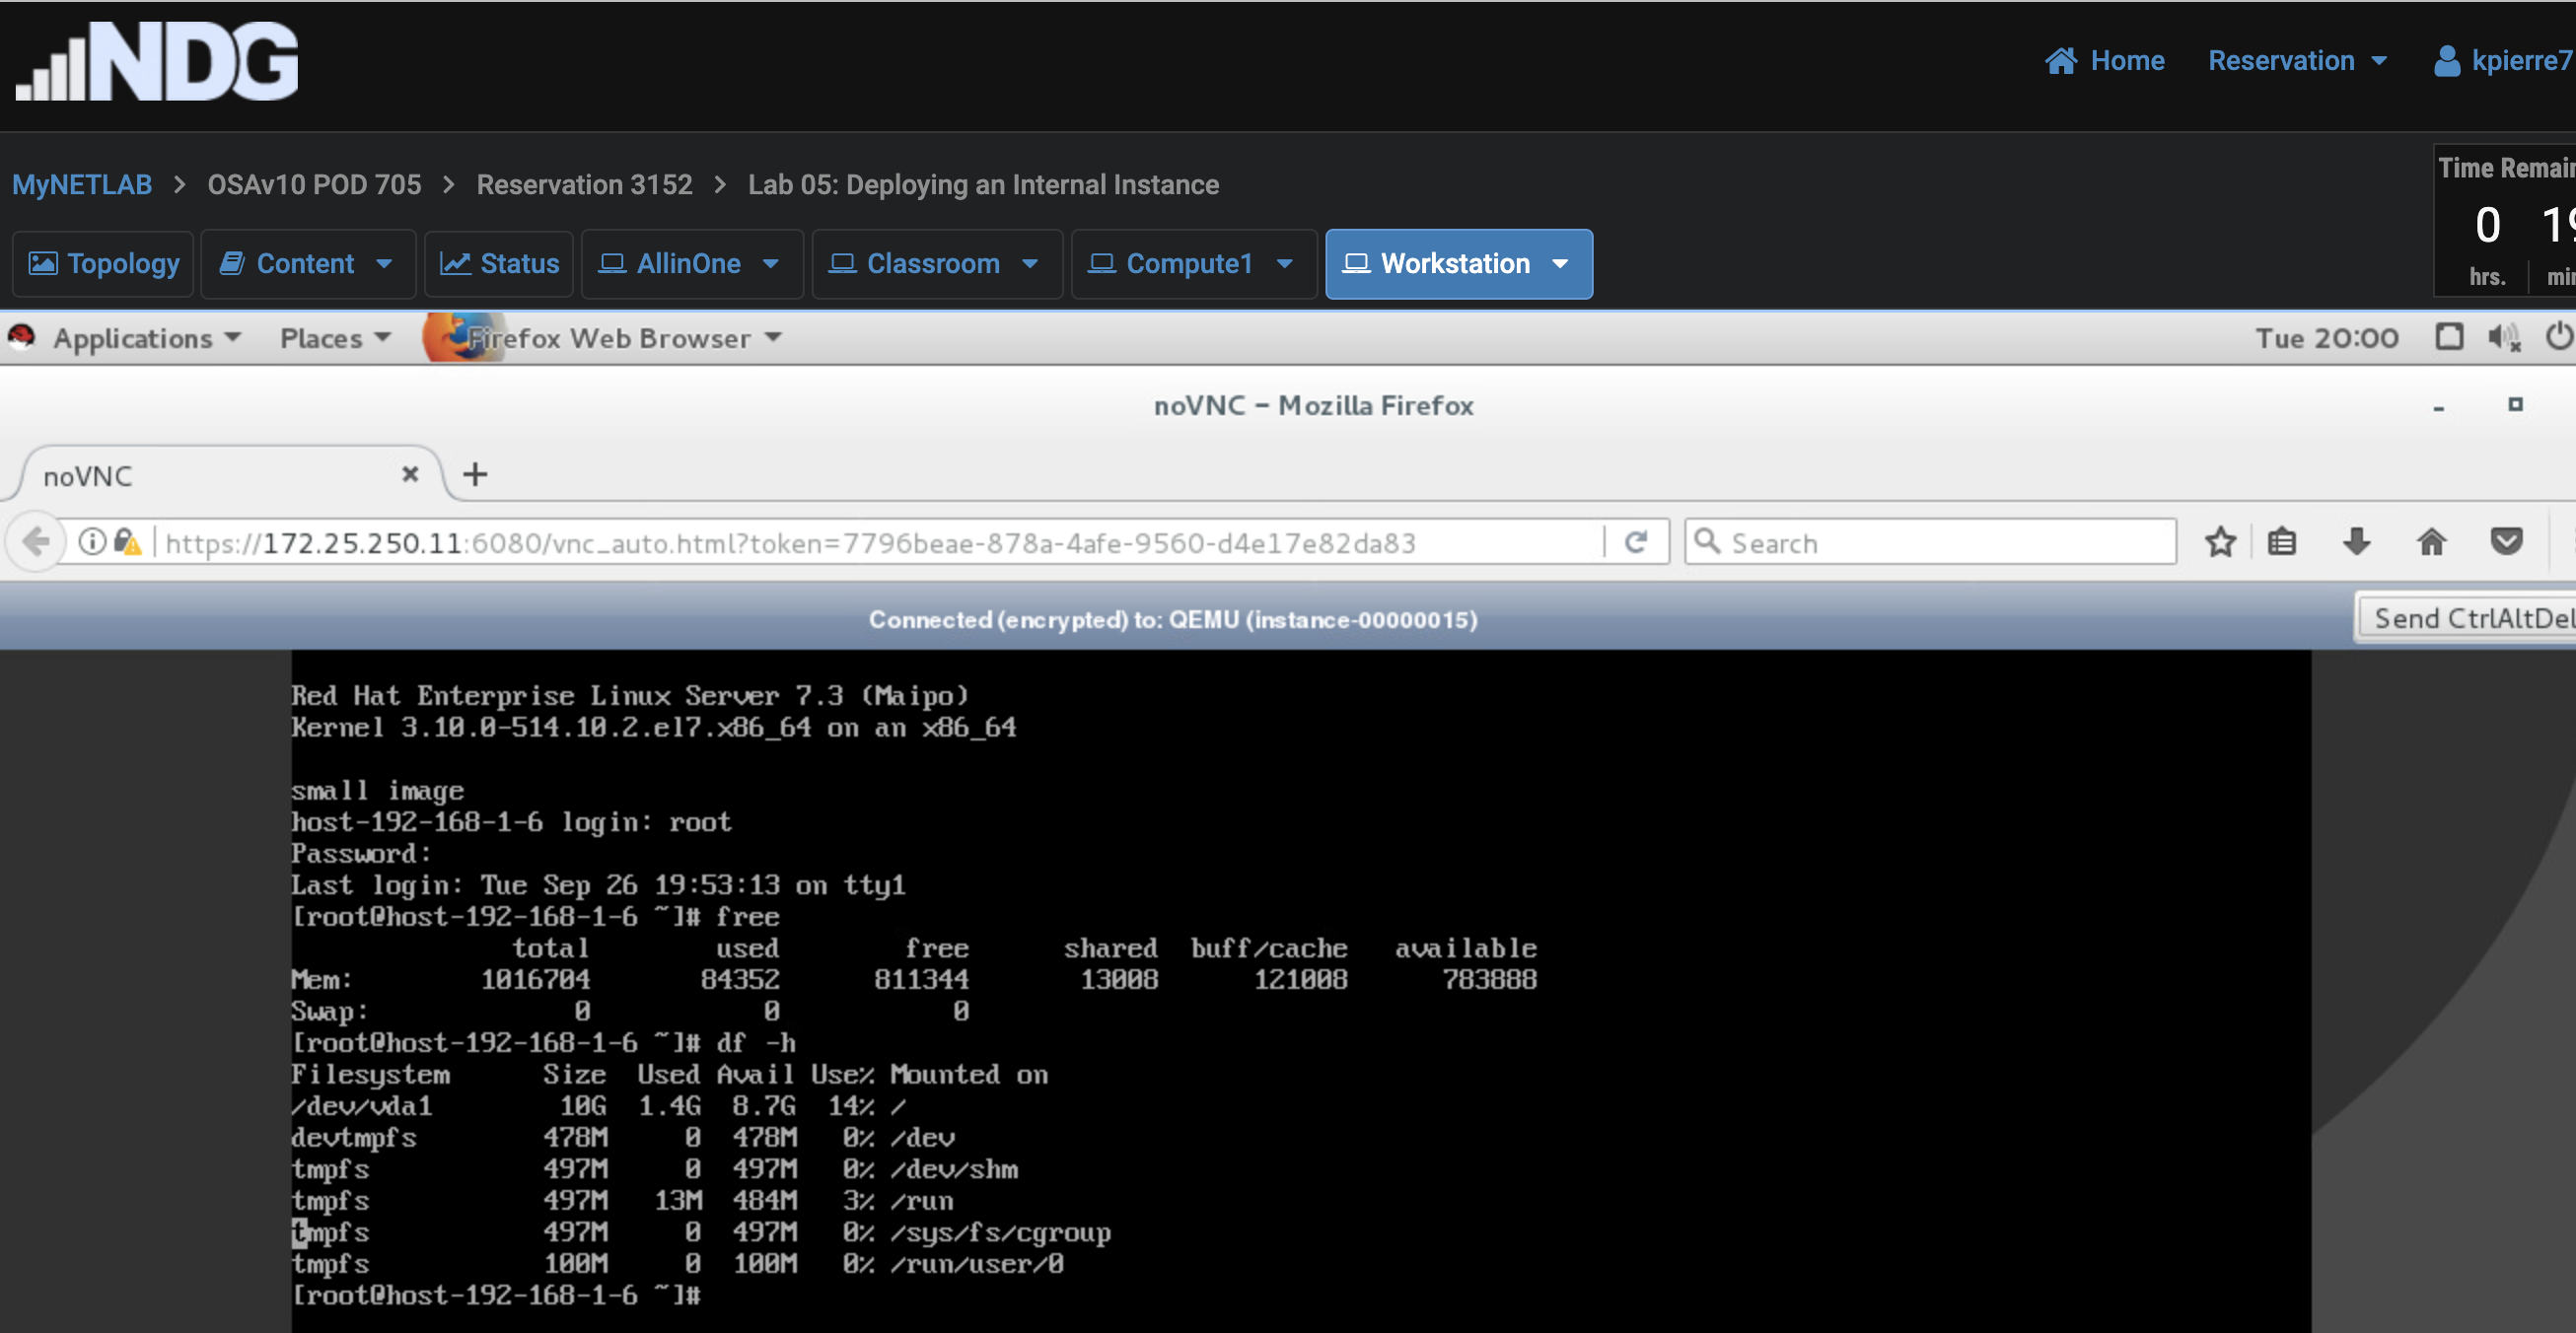 NDG
Home Reservation kpierre7
MyNETLAB > OSAv10 POD 705 > Reservation 3152 > Lab 05: Deploying an Internal Instance
Time Remain
0 19
hrs. min
Topology Content Status AllinOne Classroom Compute1 Workstation
Applications Places Firefox Web Browser Tue 20:00
noVNC – Mozilla Firefox
noVNC
https://172.25.250.11:6080/vnc_auto.html?token=7796beae-878a-4afe-9560-d4e17e82da83 Search
Connected (encrypted) to: QEMU (instance-00000015) Send CtrlAltDel
Red Hat Enterprise Linux Server 7.3 (Maipo)
Kernel 3.10.0-514.10.2.el7.x86_64 on an x86_64
small image
host-192-168-1-6 login: root
Password:
Last login: Tue Sep 26 19:53:13 on tty1
[root@host-192-168-1-6 ~]# free
total used free shared buff/cache available
Mem: 1016704 84352 811344 13008 121008 783888
Swap: 0 0 0
[root@host-192-168-1-6 ~]# df -h
Filesystem Size Used Avail Use% Mounted on
/dev/vda1 10G 1.4G 8.7G 14% /
devtmpfs 478M 0 478M 0% /dev
tmpfs 497M 0 497M 0% /dev/shm
tmpfs 497M 13M 484M 3% /run
tmpfs 497M 0 497M 0% /sys/fs/cgroup
tmpfs 100M 0 100M 0% /run/user/0
[root@host-192-168-1-6 ~]#